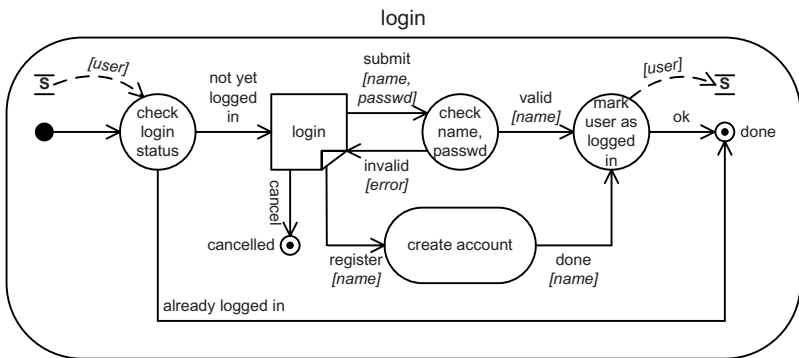 login
S
[user]
not yet
logged
in
submit
[name,
passwd]
valid
[name]
[user]
S
check
login
status
login
check
name,
passwd
mark
user as
logged
in
ok
done
invalid
[error]
cancel
cancelled
register
[name]
create account
done
[name]
already logged in